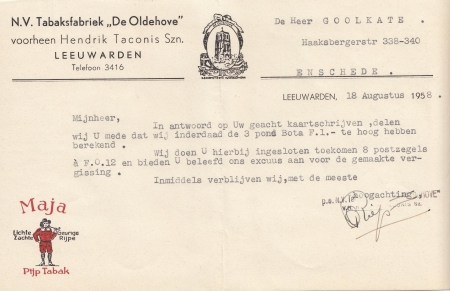 N.V. Tabaksfabriek „De Oldehove”
voorheen Hendrik Taconis Szn.
LEEUWARDEN
Telefoon 3416
De Heer GOOLKATE.
Haaksbergerstr 338-340
ENSCHEDE .
LEEUWARDEN, 18 Augustus 1958.
Mijnheer,
In antwoord op Uw geacht kaartschrijven ,delen
wij U mede dat wij inderdaad de 3 pond Bota F.1.- te hoog hebben
berekend .
Wij doen U hierbij ingesloten toekomen 8 postzegels
à F.0.12 en bieden U beleefd ons excuus aan voor de gemaakte ver-
gissing .
Inmiddels verblijven wij,met de meeste
hoogachting
p.o. N.V. HOVE”
Maja
Lichte Geurige
Zachte Rijpe
Pijp Tabak